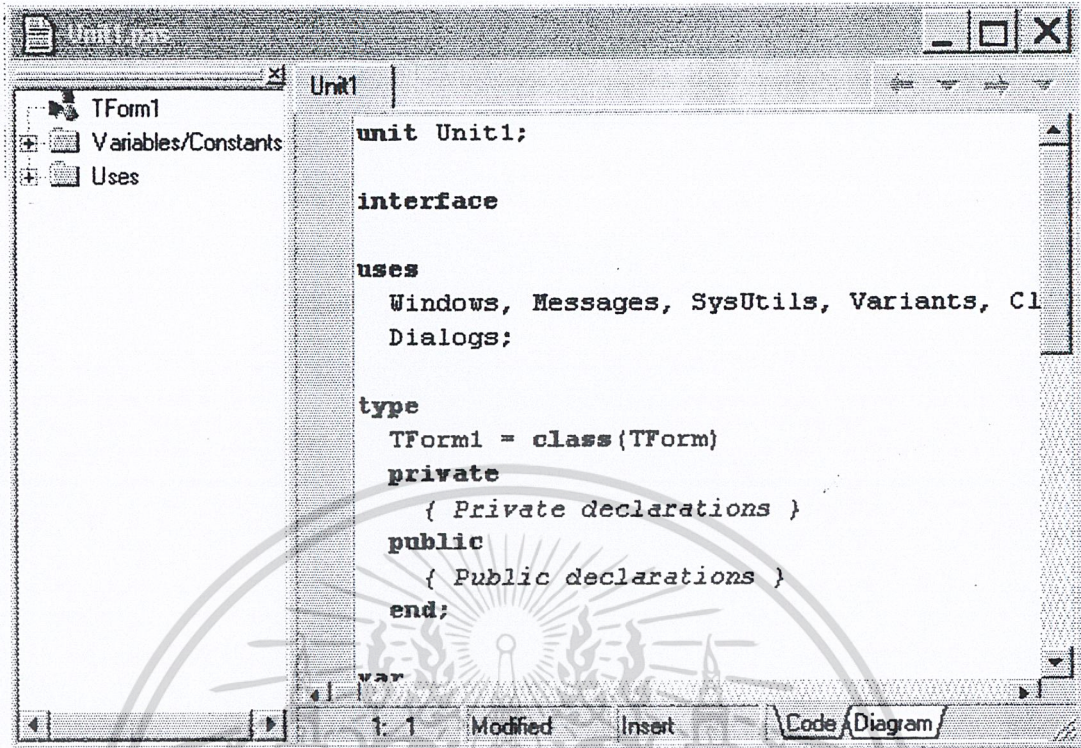 Unit1.pas
TForm1
Variables/Constants
Uses
Unit1
unit Unit1;
interface
uses
Windows, Messages, SysUtils, Variants, Cl
Dialogs;
type
TForm1 = class(TForm)
private
{ Private declarations }
public
{ Public declarations }
end;
var
1: 1 Modified Insert Code Diagram